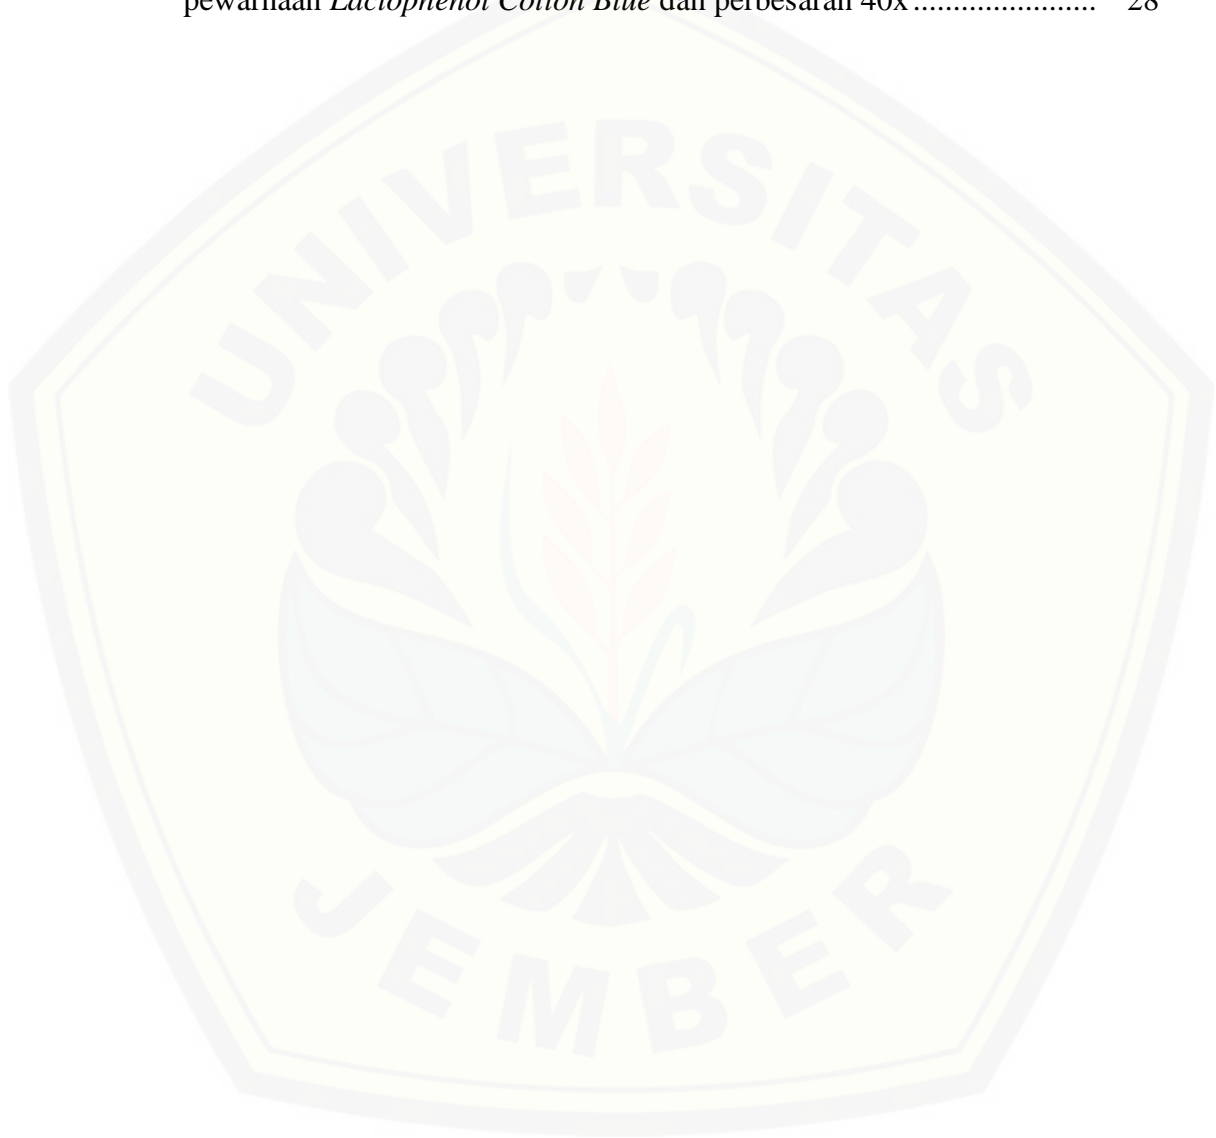 pewarnaan Lactophenol Cotton Blue dan perbesaran 40x....................... 28
UNIVERSITAS
JEMBER